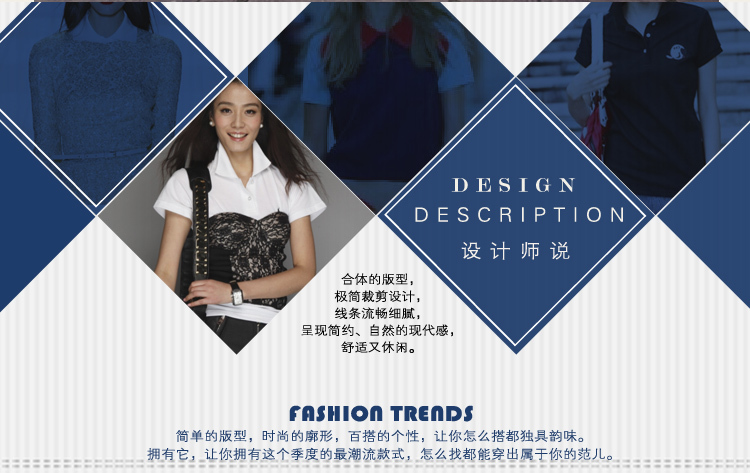 DESIGN
DESCRIPTION
设计师说
合体的版型，
极简裁剪设计，
线条流畅细腻，
呈现简约、自然的现代感，
舒适又休闲。
FASHION TRENDS
简单的版型，时尚的廓形，百搭的个性，让你怎么搭都独具韵味。
拥有它，让你拥有这个季度的最潮流款式，怎么找都能穿出属于你的范儿。